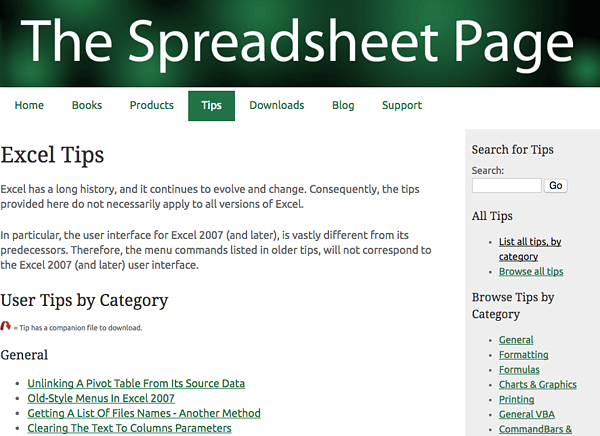 The Spreadsheet Page
Home Books Products Tips Downloads Blog Support
Excel Tips
Excel has a long history, and it continues to evolve and change. Consequently, the tips
provided here do not necessarily apply to all versions of Excel.
In particular, the user interface for Excel 2007 (and later), is vastly different from its
predecessors. Therefore, the menu commands listed in older tips, will not correspond to
the Excel 2007 (and later) user interface.
User Tips by Category
= Tip has a companion file to download.
General
Unlinking A Pivot Table From Its Source Data
Old-Style Menus In Excel 2007
Getting A List Of Files Names - Another Method
Clearing The Text To Columns Parameters
Search for Tips
Search:
Go
All Tips
List all tips, by
category
Browse all tips
Browse Tips by
Category
General
Formatting
Formulas
Charts & Graphics
Printing
General VBA
CommandBars &